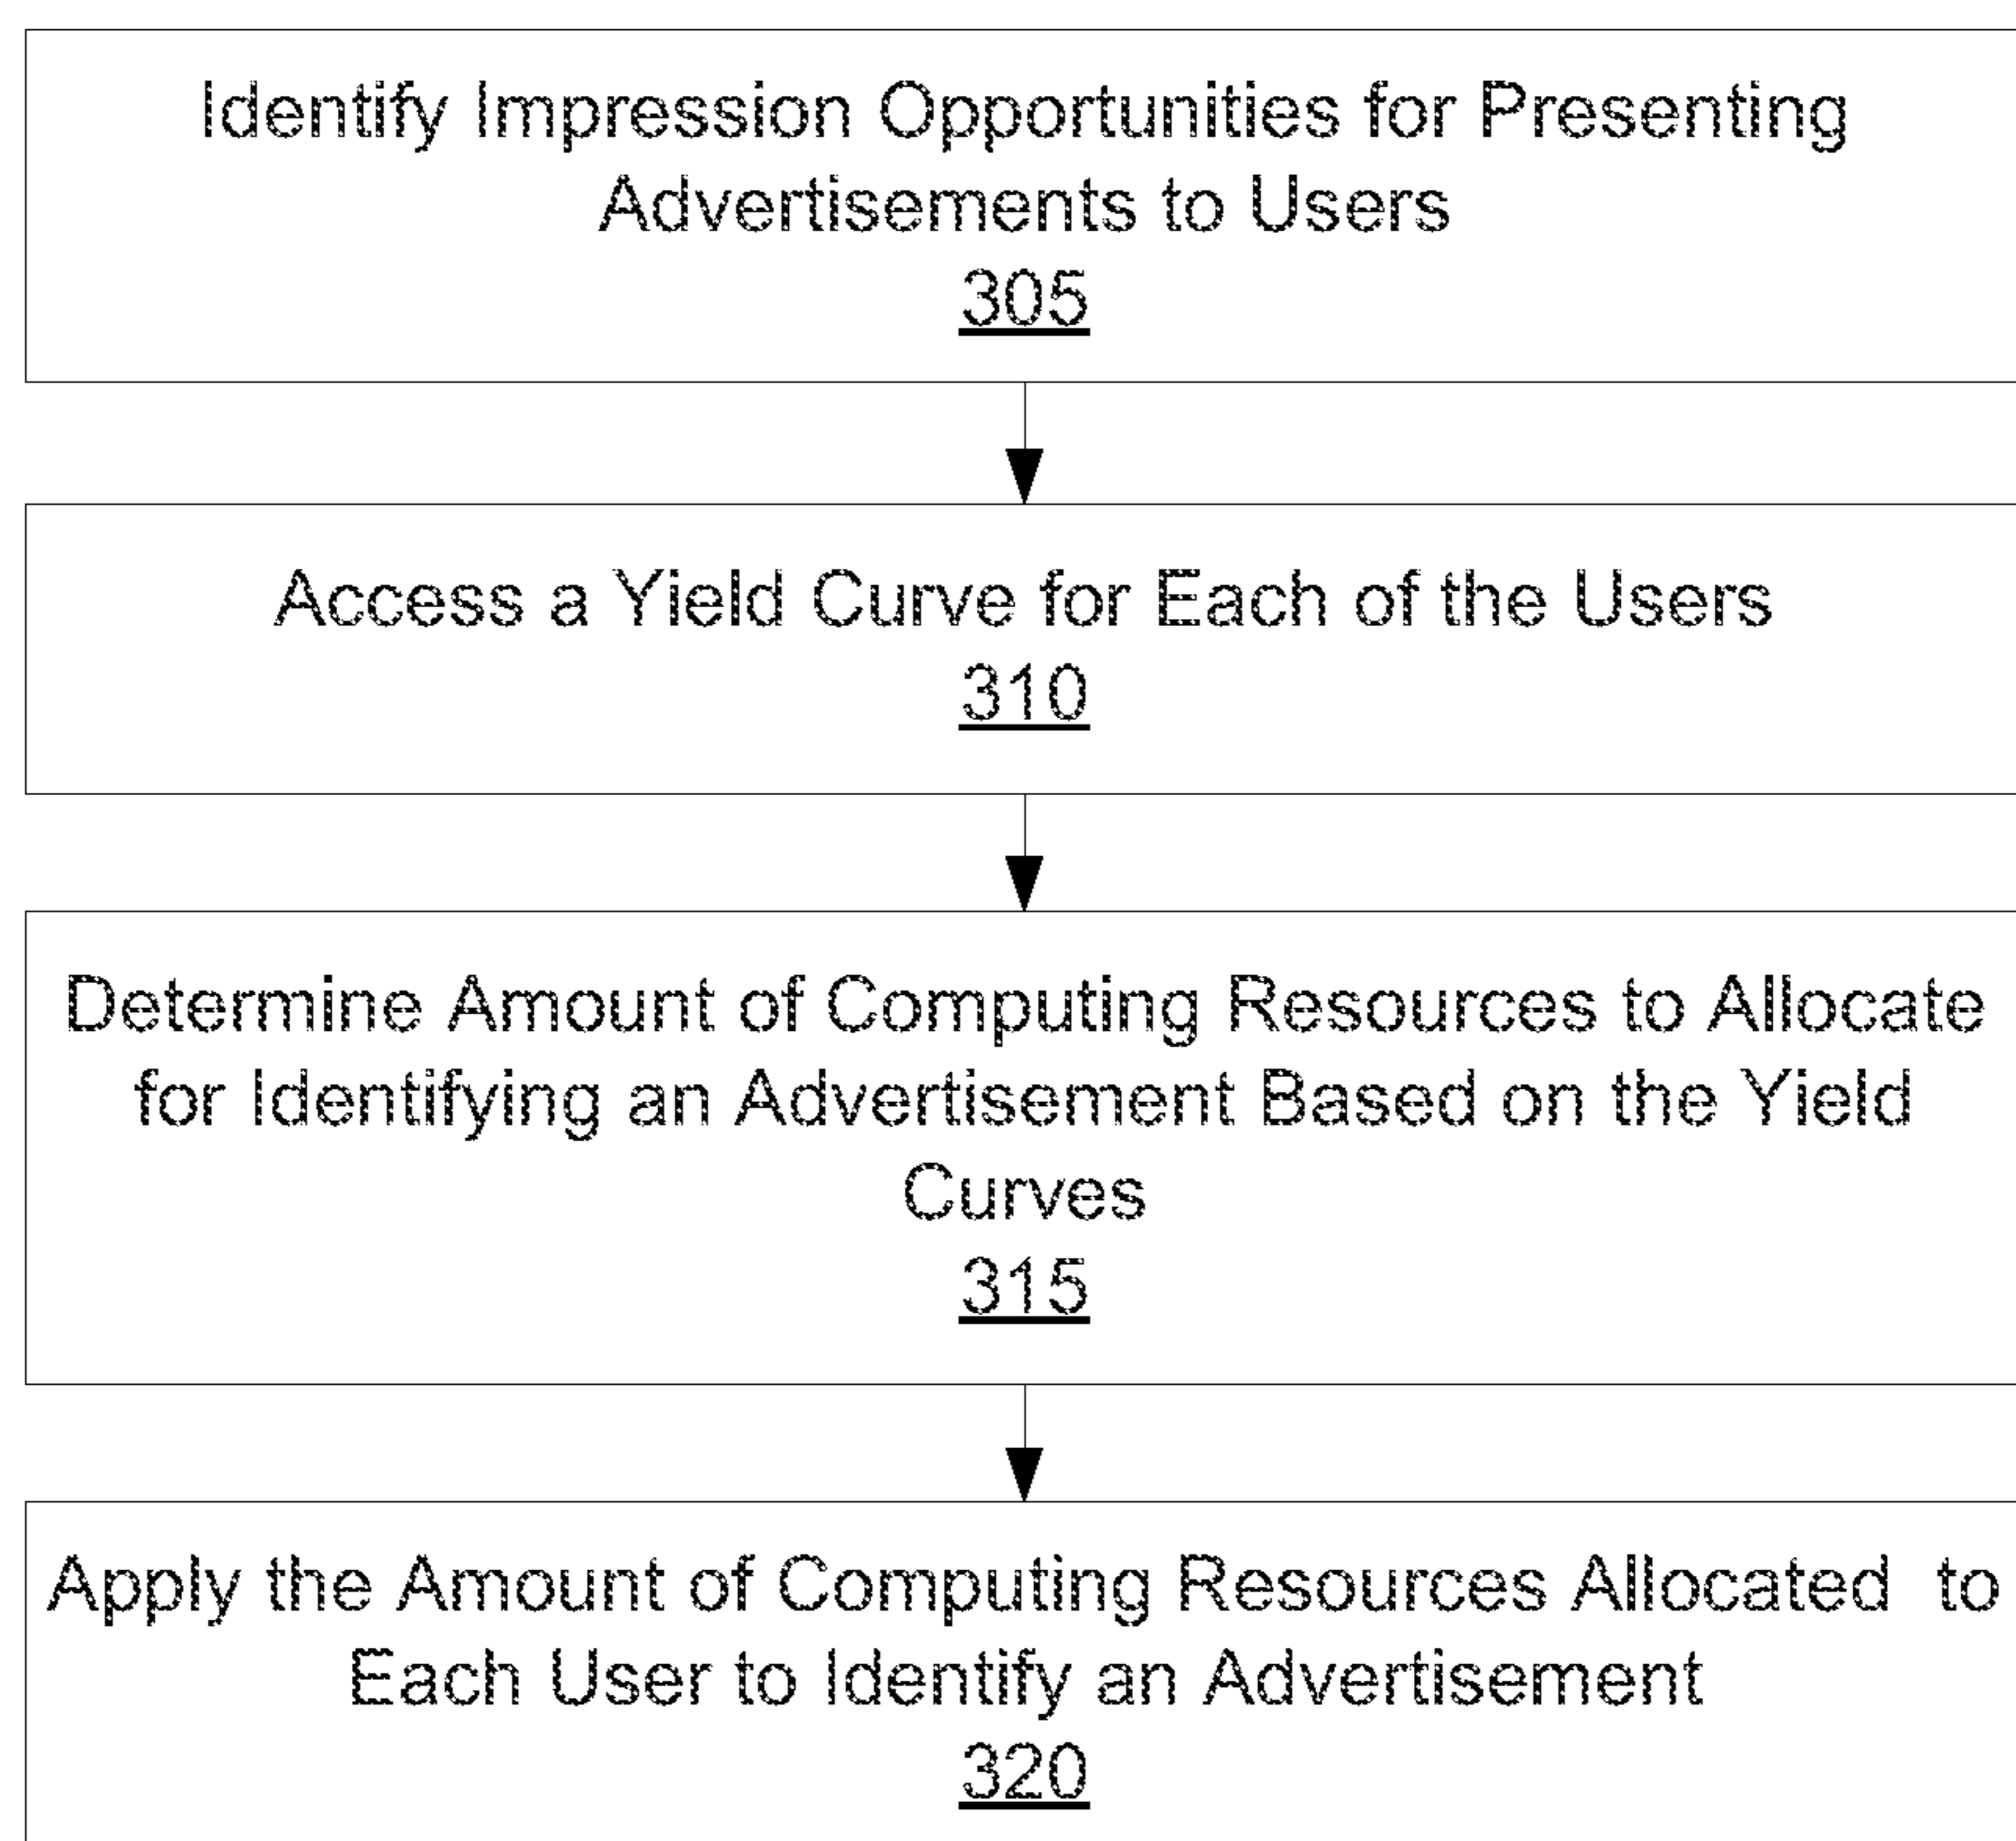 Identify Impression Opportunities for Presenting
Advertisements to Users
305
Access a Yield Curve for Each of the Users
310
Determine Amount of Computing Resources to Allocate
for Identifying an Advertisement Based on the Yield
Curves
315
Apply the Amount of Computing Resources Allocated to
Each User to Identify an Advertisement
320